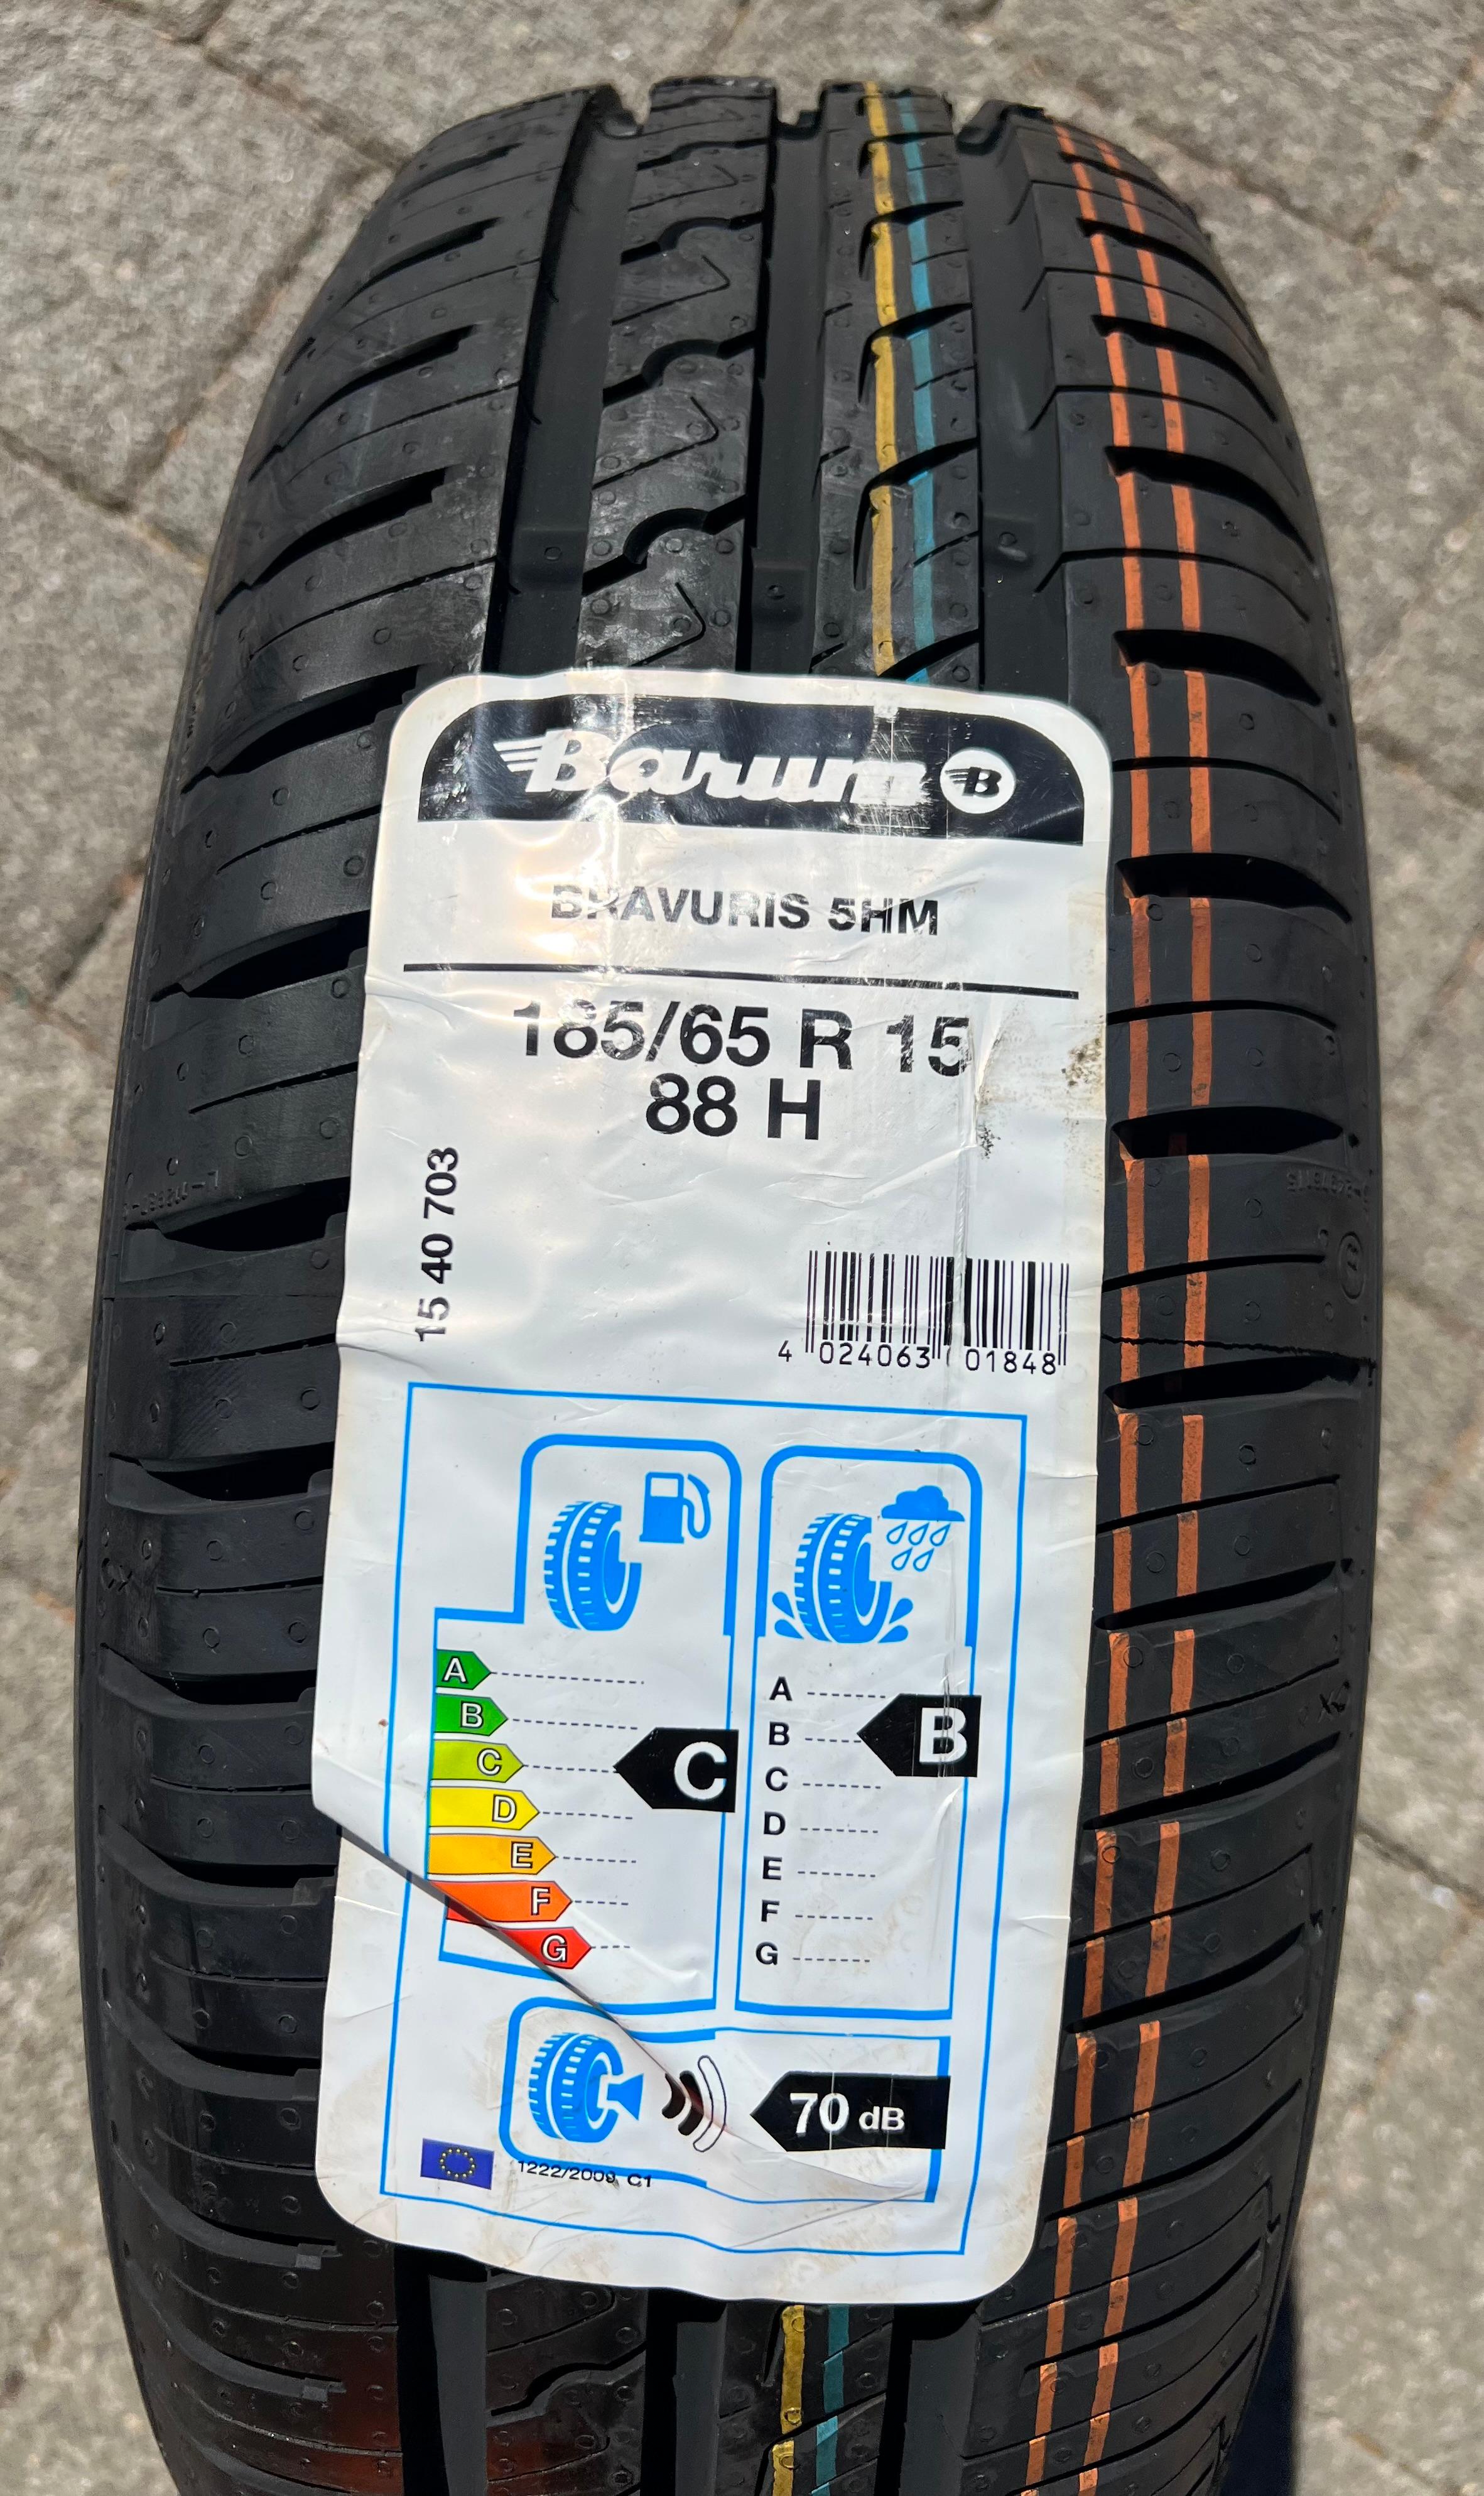 Barum B
BRAVURIS 5HM
185/65 R 15
88 H
15 40 703
4 024063 01848
A
B
C
D
E
F
G
C
A
B
C
D
E
F
G
B
70 dB
1222/2009 C1